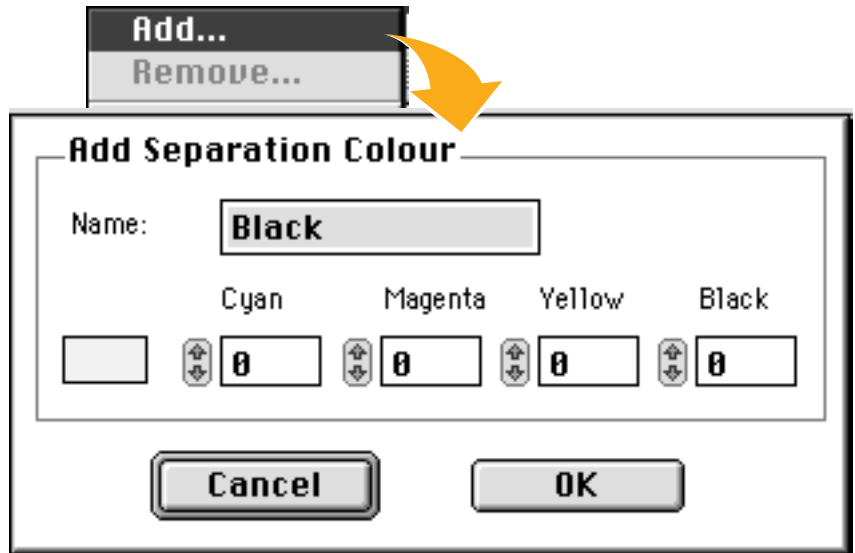 Add...
Remove...
Add Separation Colour
Name: Black
Cyan Magenta Yellow Black
0 0 0 0
Cancel OK